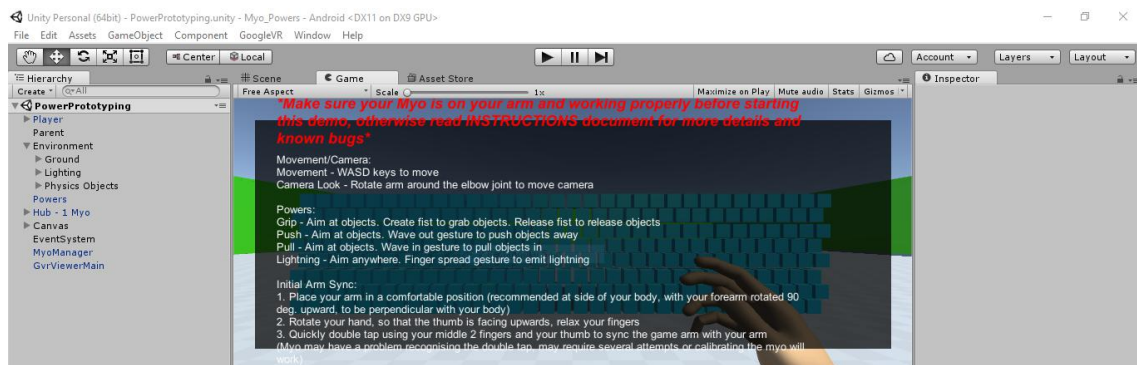 Unity Personal (64bit) - PowerPrototyping.unity - Myo_Powers - Android <DX11 on DX9 GPU>
File Edit Assets GameObject Component GoogleVR Window Help
Center Local Account Layers Layout
Hierarchy Scene Game Asset Store Inspector
Create All Free Aspect Scale 1x Maximize on Play Mute audio Stats Gizmos
PowerPrototyping
Player
Parent
Environment
Ground
Lighting
Physics Objects
Powers
Hub - 1 Myo
Canvas
EventSystem
MyoManager
GvrViewerMain
*Make sure your Myo is on your arm and working properly before starting
this demo, otherwise read INSTRUCTIONS document for more details and
known bugs*
Movement/Camera:
Movement - WASD keys to move
Camera Look - Rotate arm around the elbow joint to move camera
Powers:
Grip - Aim at objects. Create fist to grab objects. Release fist to release objects
Push - Aim at objects. Wave out gesture to push objects away
Pull - Aim at objects. Wave in gesture to pull objects in
Lightning - Aim anywhere. Finger spread gesture to emit lightning
Initial Arm Sync:
1. Place your arm in a comfortable position (recommended at side of your body, with your forearm rotated 90
deg. upward, to be perpendicular with your body)
2. Rotate your hand, so that the thumb is facing upwards, relax your fingers
3. Quickly double tap using your middle 2 fingers and your thumb to sync the game arm with your arm
(Myo may have a problem recognising the double tap, may require several attempts or calibrating the myo will
work)